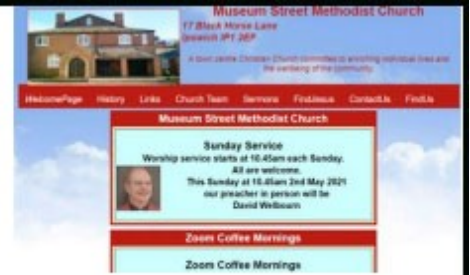 Museum Street Methodist Church
17 Black Horse Lane
Ipswich IP1 2EF
A town centre Christian Church committed to enriching individual lives and
the wellbeing of the community.
WelcomePage History Links Church Team Sermons FindJesus ContactUs FindUs
Museum Street Methodist Church
Sunday Service
Worship service starts at 10.45am each Sunday.
All are welcome.
This Sunday at 10.45am 2nd May 2021
our preacher in person will be
David Welbourn
Zoom Coffee Mornings
Zoom Coffee Mornings